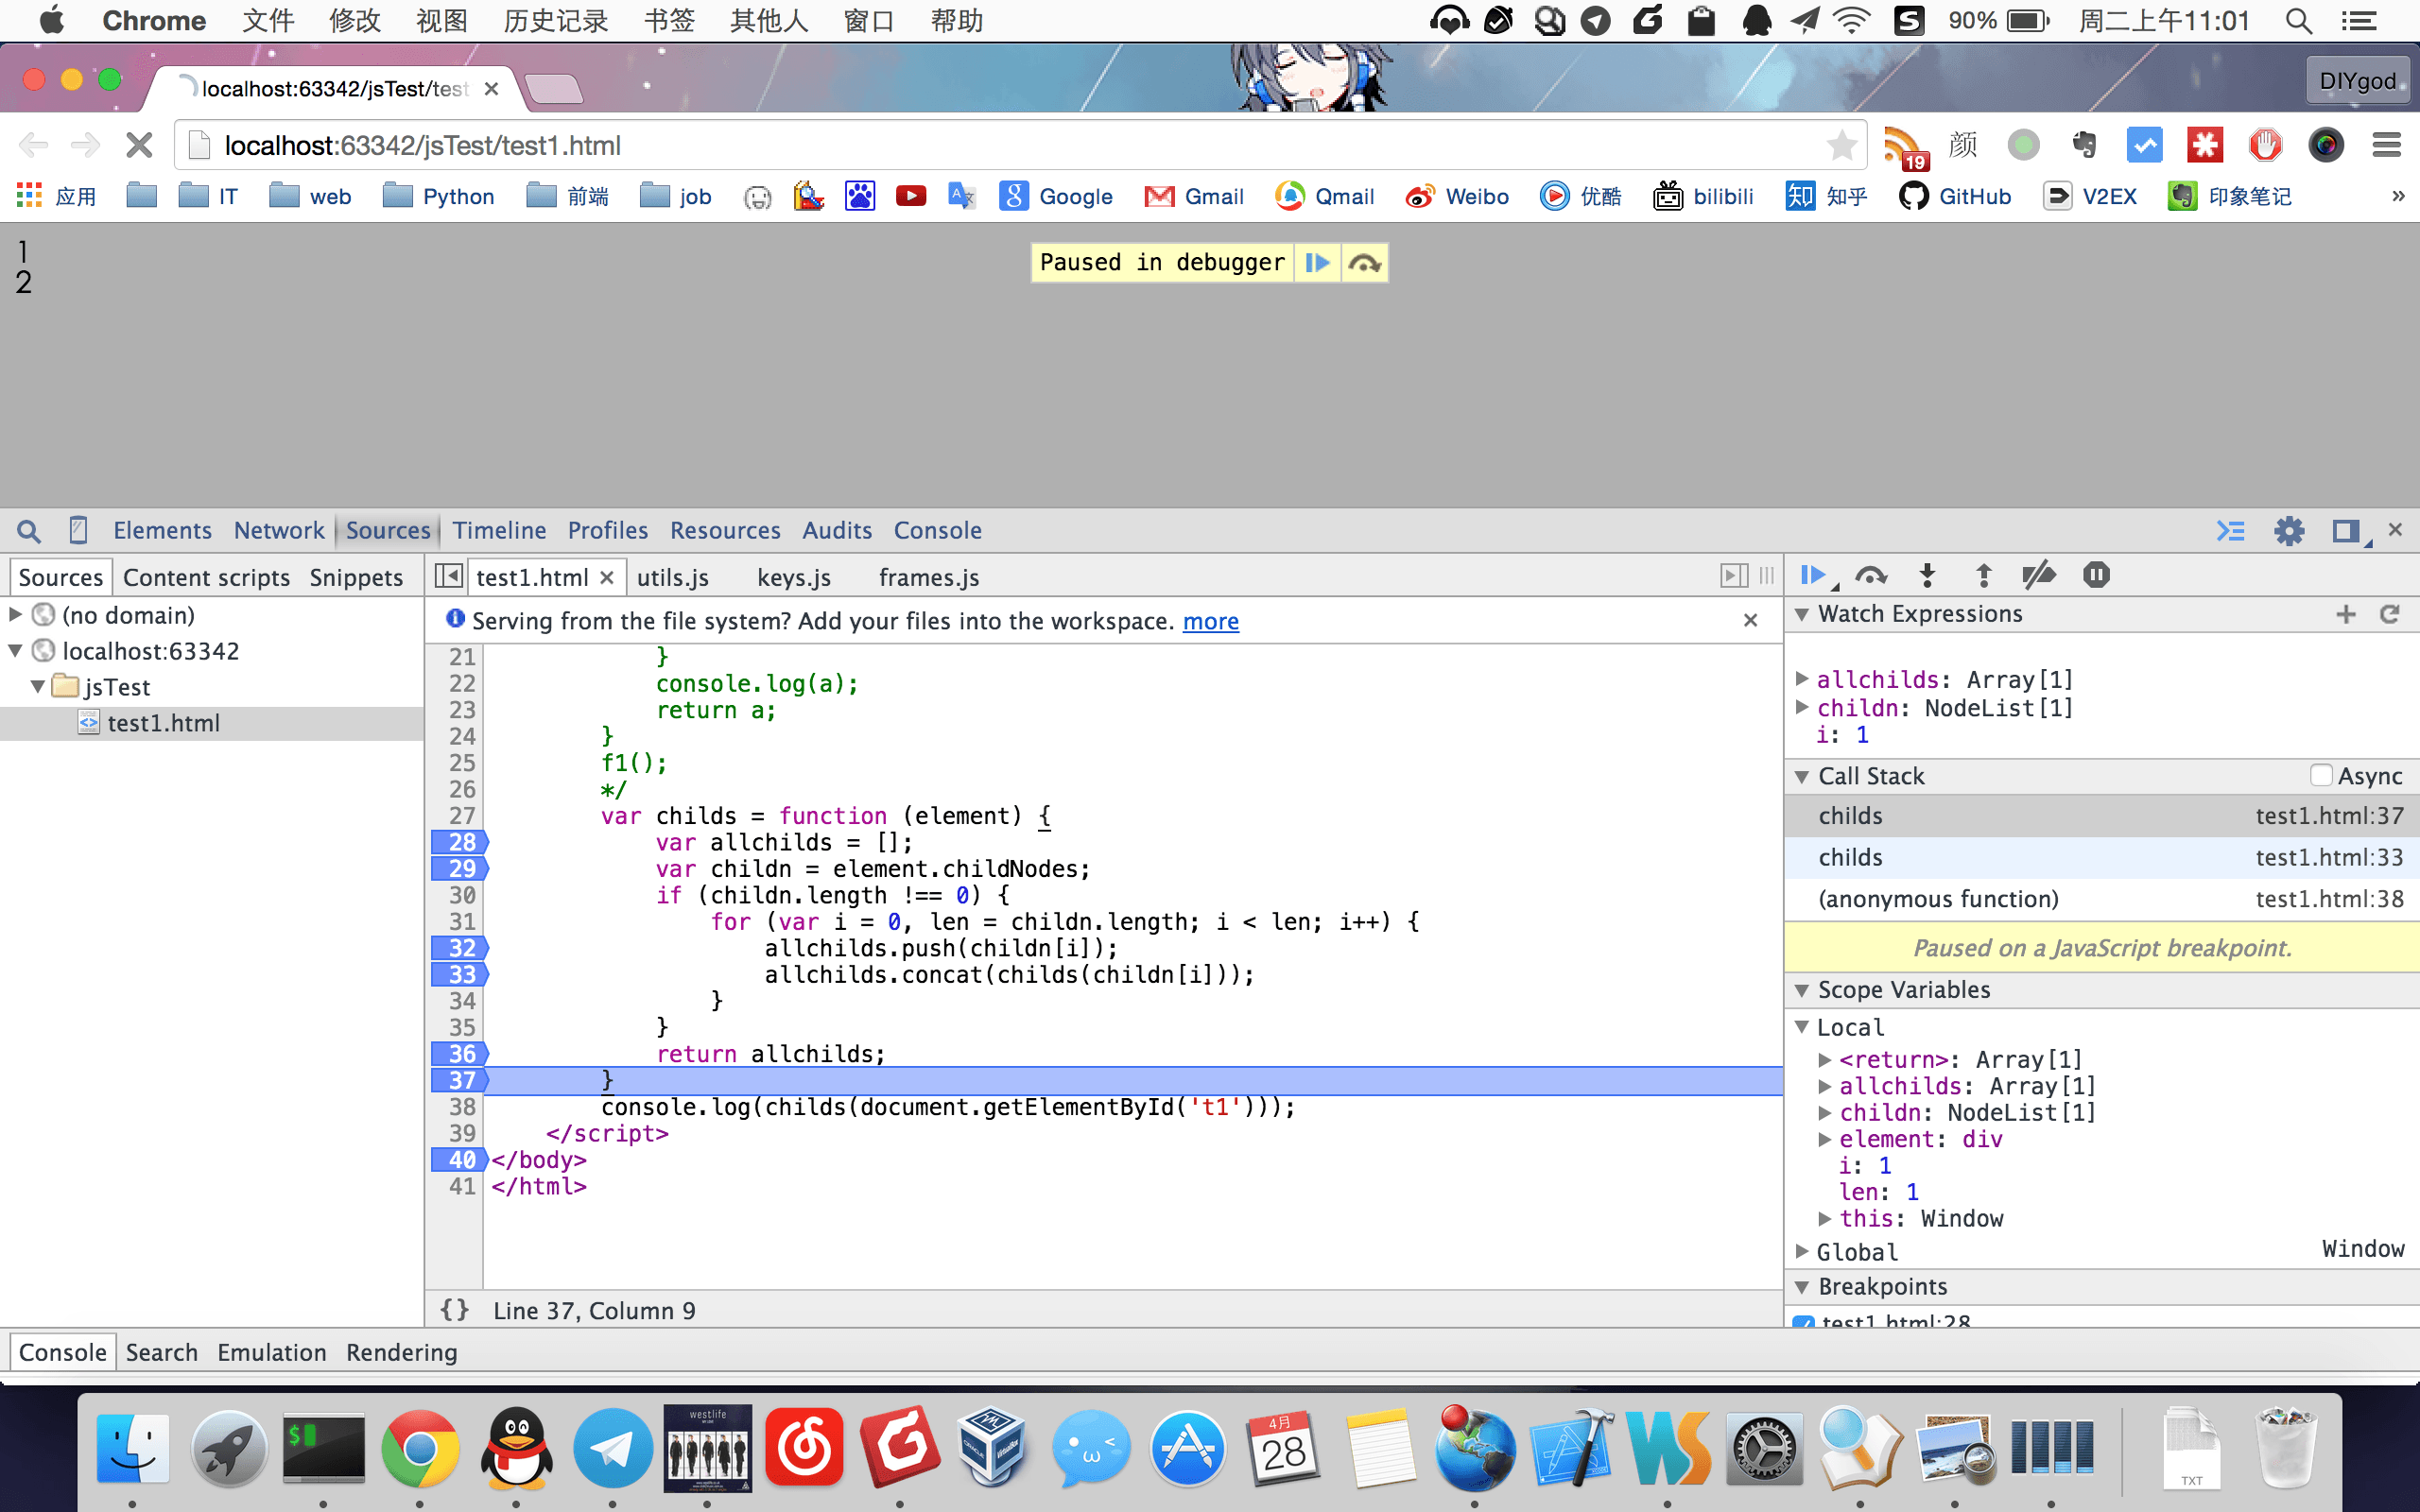 Chrome 文件 修改 视图 历史记录 书签 其他人 窗口 帮助 90% 周二上午11:01
localhost:63342/jsTest/test DIYgod
localhost:63342/jsTest/test1.html 19 颜
应用 IT web Python 前端 job Google Gmail Qmail Weibo 优酷 bilibili 知 知乎 GitHub V2EX 印象笔记 »
1
2
Paused in debugger
Elements Network Sources Timeline Profiles Resources Audits Console
Sources Content scripts Snippets test1.html utils.js keys.js frames.js
(no domain)
localhost:63342
jsTest
test1.html
Serving from the file system? Add your files into the workspace. more
21 }
22 console.log(a);
23 return a;
24 }
25 f1();
26 */
27 var childs = function (element) {
28 var allchilds = [];
29 var childn = element.childNodes;
30 if (childn.length !== 0) {
31 for (var i = 0, len = childn.length; i < len; i++) {
32 allchilds.push(childn[i]);
33 allchilds.concat(childs(childn[i]));
34 }
35 }
36 return allchilds;
37 }
38 console.log(childs(document.getElementById('t1')));
39 </script>
40 </body>
41 </html>
{} Line 37, Column 9
Watch Expressions
allchilds: Array[1]
childn: NodeList[1]
i: 1
Call Stack Async
childs test1.html:37
childs test1.html:33
(anonymous function) test1.html:38
Paused on a JavaScript breakpoint.
Scope Variables
Local
<return>: Array[1]
allchilds: Array[1]
childn: NodeList[1]
element: div
i: 1
len: 1
this: Window
Global Window
Breakpoints
test1.html:28
Console Search Emulation Rendering
westlife
4月
28
TXT